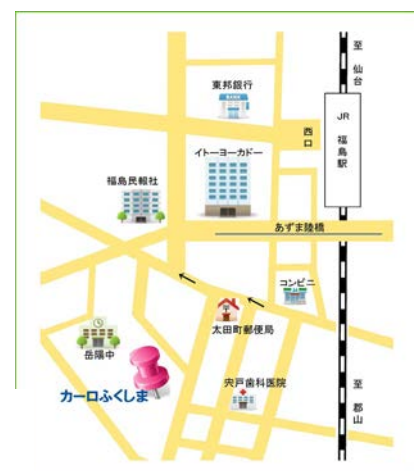 至 仙台
東邦銀行
JR 福島駅
西口
イトーヨーカドー
福島民報社
あずま陸橋
コンビニ
太田町郵便局
岳陽中
カーロふくしま
宍戸歯科医院
至 郡山